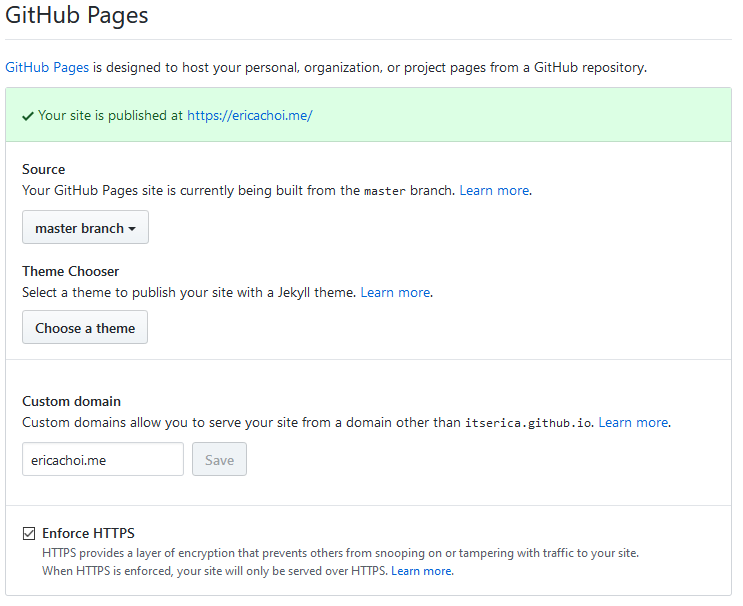 GitHub Pages
GitHub Pages is designed to host your personal, organization, or project pages from a GitHub repository.
Your site is published at https://ericachoi.me/
Source
Your GitHub Pages site is currently being built from the master branch. Learn more.
master branch
Theme Chooser
Select a theme to publish your site with a Jekyll theme. Learn more.
Choose a theme
Custom domain
Custom domains allow you to serve your site from a domain other than itserica.github.io. Learn more.
ericachoi.me Save
Enforce HTTPS
HTTPS provides a layer of encryption that prevents others from snooping on or tampering with traffic to your site.
When HTTPS is enforced, your site will only be served over HTTPS. Learn more.